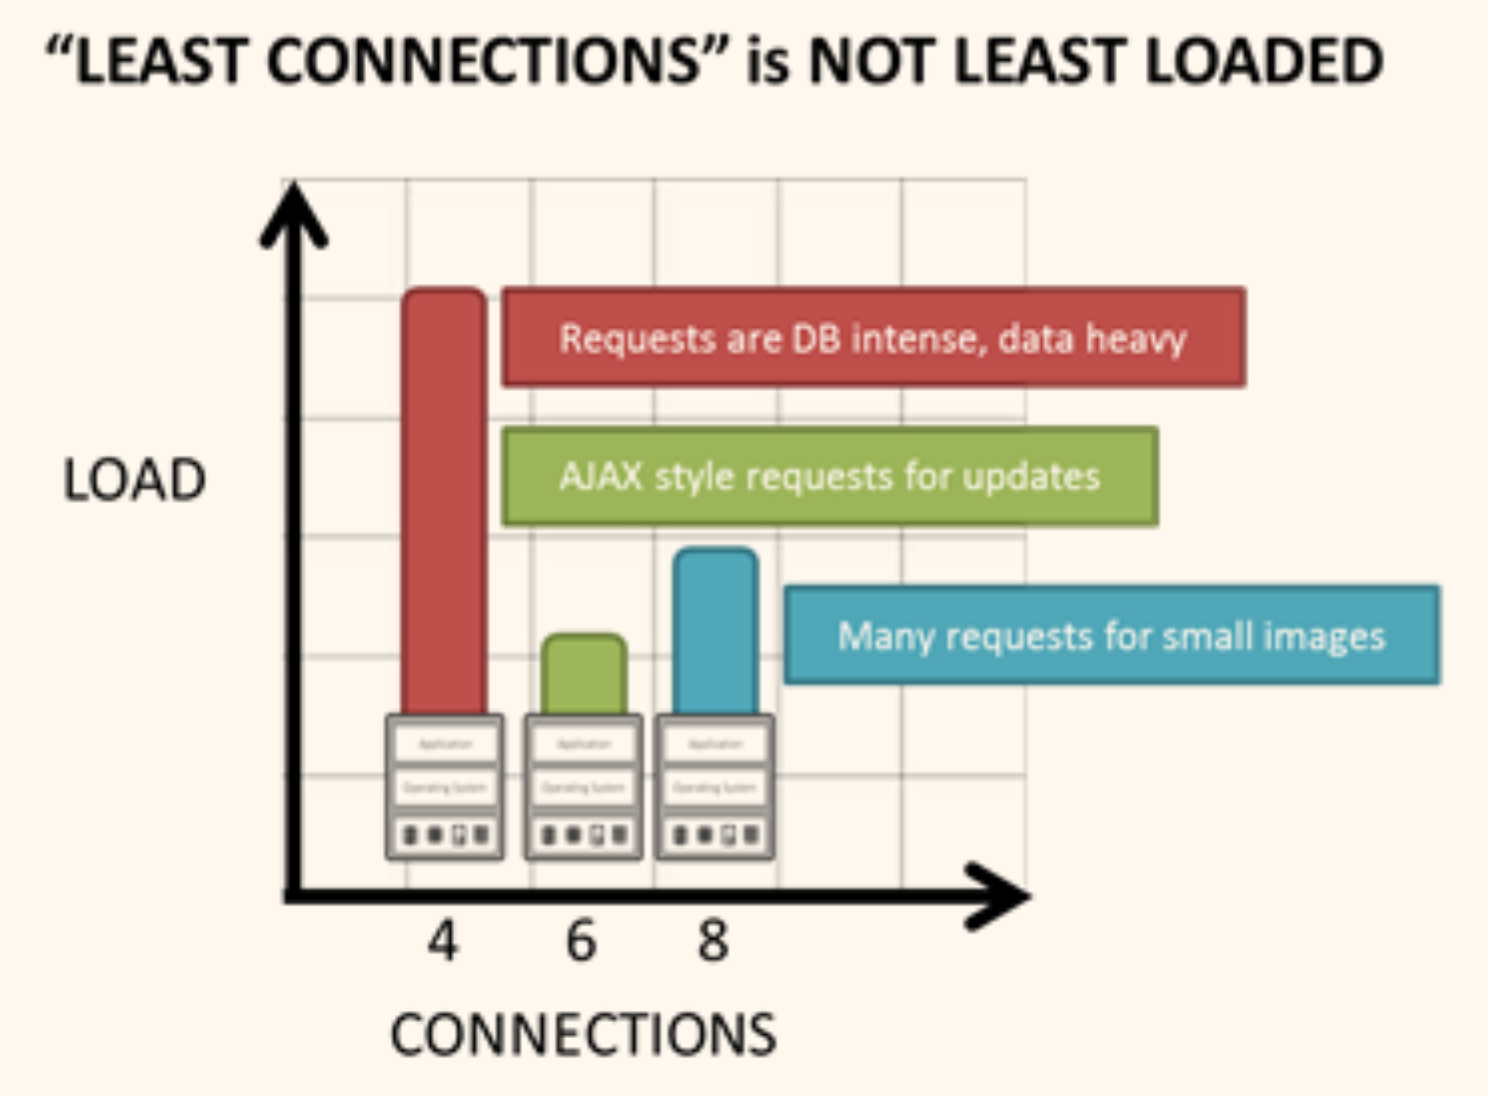 “LEAST CONNECTIONS” is NOT LEAST LOADED
Requests are DB intense, data heavy
LOAD
AJAX style requests for updates
Many requests for small images
Application
Application
Application
Operating System
Operating System
Operating System
4
6
8
CONNECTIONS